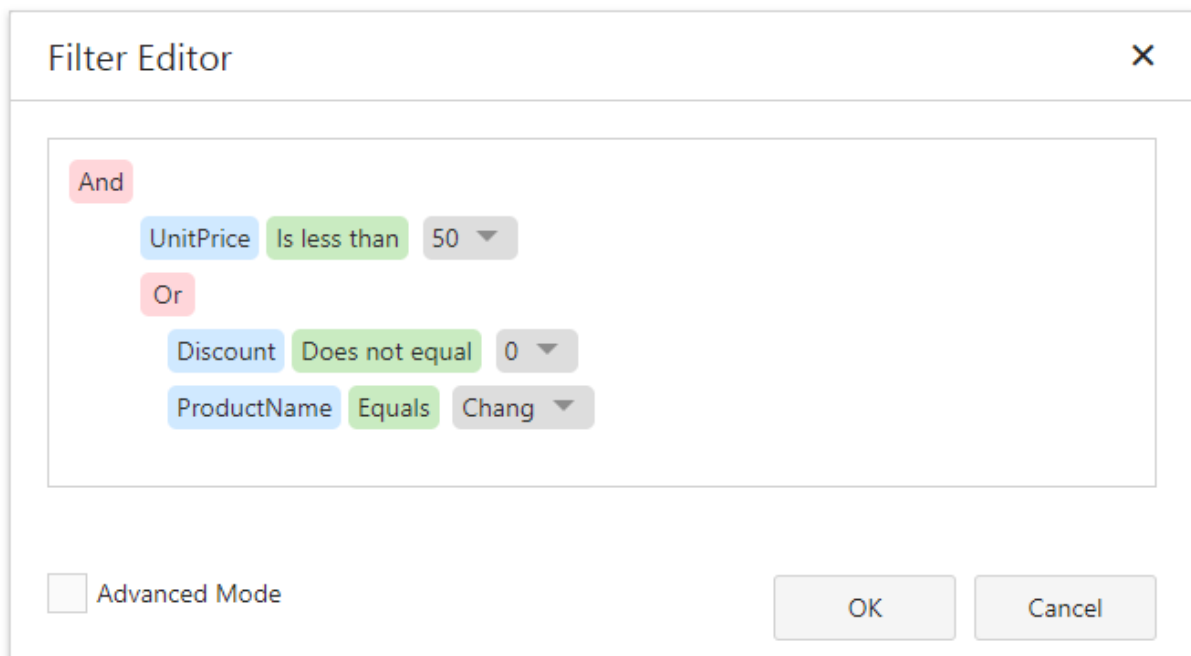 Filter Editor
And
UnitPrice Is less than 50
Or
Discount Does not equal 0
ProductName Equals Chang
Advanced Mode
OK Cancel